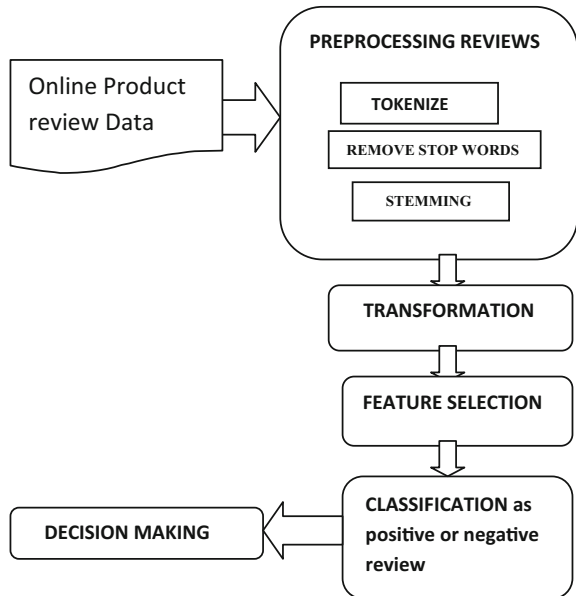 Online Product
review Data
PREPROCESSING REVIEWS
TOKENIZE
REMOVE STOP WORDS
STEMMING
TRANSFORMATION
FEATURE SELECTION
CLASSIFICATION as
positive or negative
review
DECISION MAKING